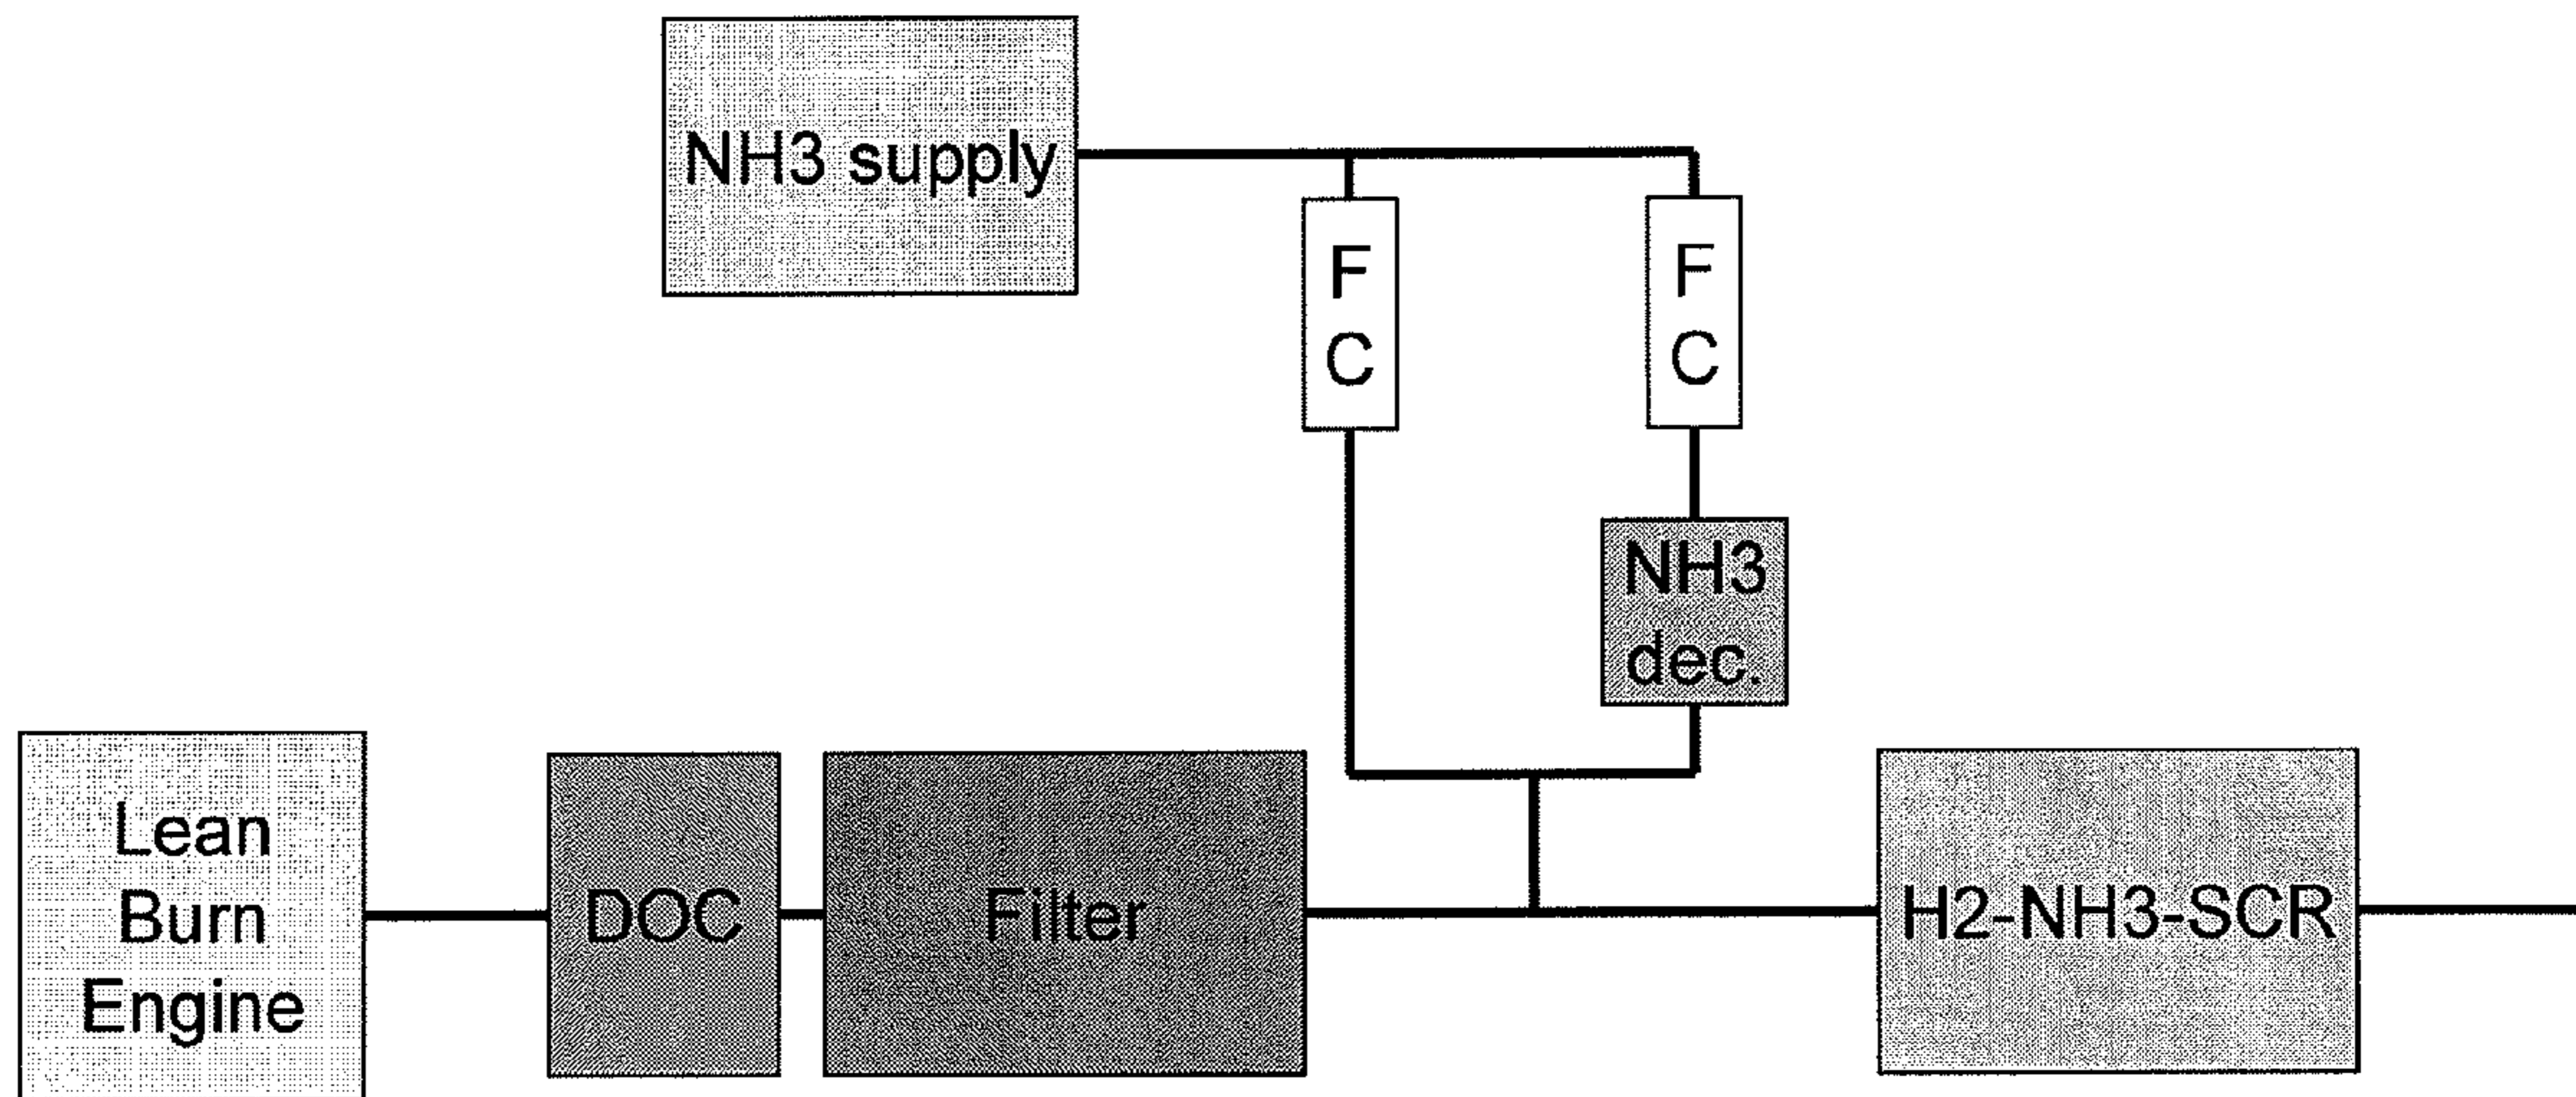 NH3 supply
F
C
F
C
NH3
dec.
Lean
Burn
Engine
DOC
Filter
H2-NH3-SCR